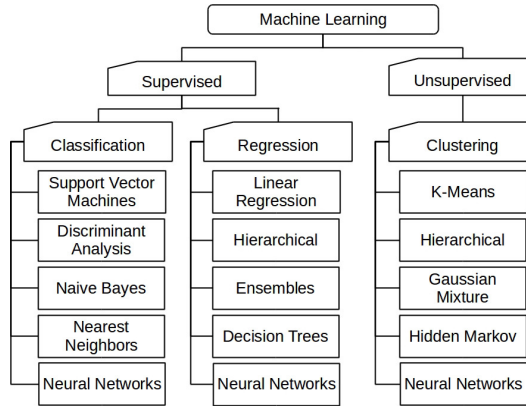 Machine Learning
Supervised
Unsupervised
Classification
Regression
Clustering
Support Vector
Machines
Linear
Regression
K-Means
Discriminant
Analysis
Hierarchical
Hierarchical
Naive Bayes
Ensembles
Gaussian
Mixture
Nearest
Neighbors
Decision Trees
Hidden Markov
Neural Networks
Neural Networks
Neural Networks